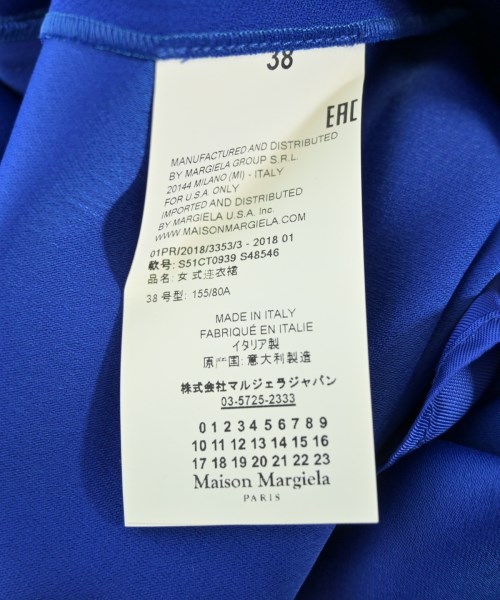 38
EAC
MANUFACTURED AND DISTRIBUTED
BY MARGIELA GROUP S.R.L.
20144 MILANO (MI) - ITALY
FOR U.S.A. ONLY
IMPORTED AND DISTRIBUTED
BY MARGIELA U.S.A. Inc.
WWW.MAISONMARGIELA.COM
01PR/2018/3353/3 - 2018 01
款号: S51CT0939 S48546
品名: 女式连衣裙
38 号型: 155/80A
MADE IN ITALY
FABRIQUÉ EN ITALIE
イタリア製
原产国: 意大利製造
株式会社マルジェラジャパン
03-5725-2333
0 1 2 3 4 5 6 7 8 9
10 11 12 13 14 15 16
17 18 19 20 21 22 23
Maison Margiela
PARIS